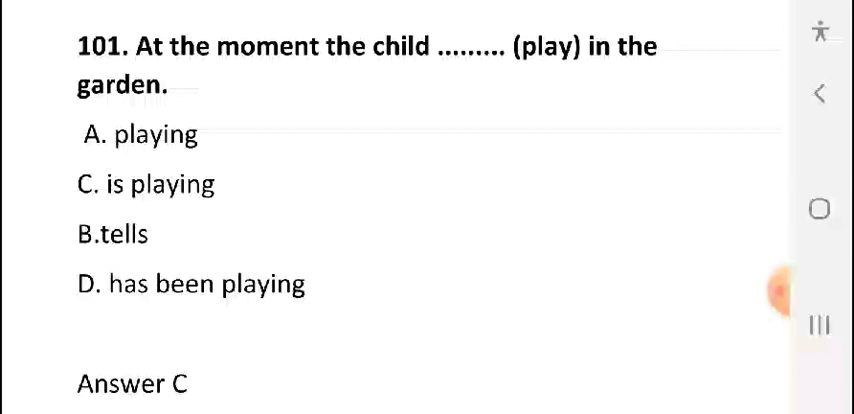 101. At the moment the child ......... (play) in the
garden.
A. playing
C. is playing
B.tells
D. has been playing
Answer C